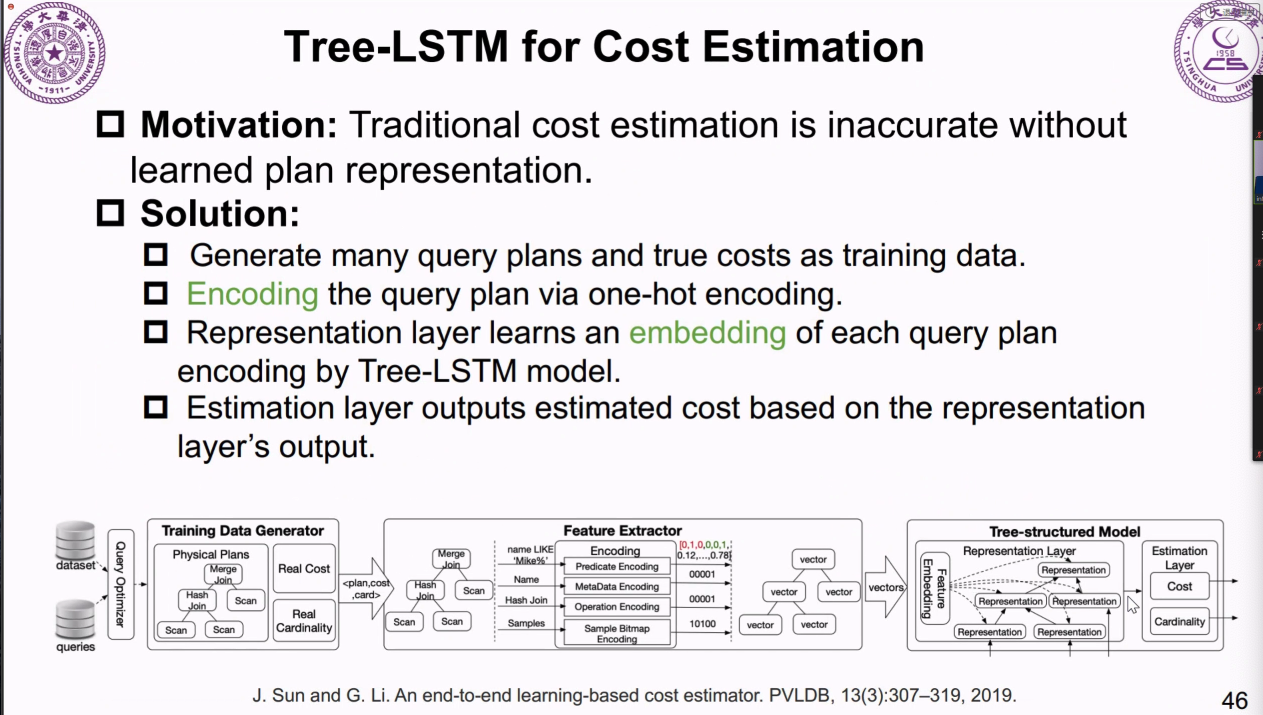 Tree-LSTM for Cost Estimation
Motivation: Traditional cost estimation is inaccurate without
learned plan representation.
Solution:
Generate many query plans and true costs as training data.
Encoding the query plan via one-hot encoding.
Representation layer learns an embedding of each query plan
encoding by Tree-LSTM model.
Estimation layer outputs estimated cost based on the representation
layer's output.
dataset
queries
Query Optimizer
Training Data Generator
Physical Plans
Merge
Join
Hash
Join
Scan
Scan
Scan
Real Cost
Real
Cardinality
<plan,cost
,card>
Feature Extractor
Merge
Join
Hash
Join
Scan
Scan
Scan
name LIKE
'Mike%'
Name
Hash Join
Samples
Encoding
Predicate Encoding
MetaData Encoding
Operation Encoding
Sample Bitmap
Encoding
[0,1,0,0,0,1,
0.12,...,0.78]
00001
00001
10100
vector
vector
vector
vector
vector
vectors
Tree-structured Model
Representation Layer
Feature
Embedding
Representation
Representation
Representation
Representation
Representation
Estimation
Layer
Cost
Cardinality
J. Sun and G. Li. An end-to-end learning-based cost estimator. PVLDB, 13(3):307–319, 2019.
46
TSINGHUA UNIVERSITY
-1911-
1958
CS